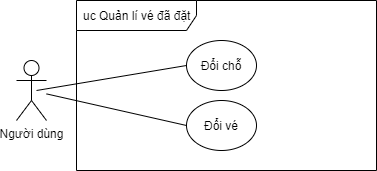 uc Quản lí vé đã đặt
Đổi chỗ
Đổi vé
Người dùng